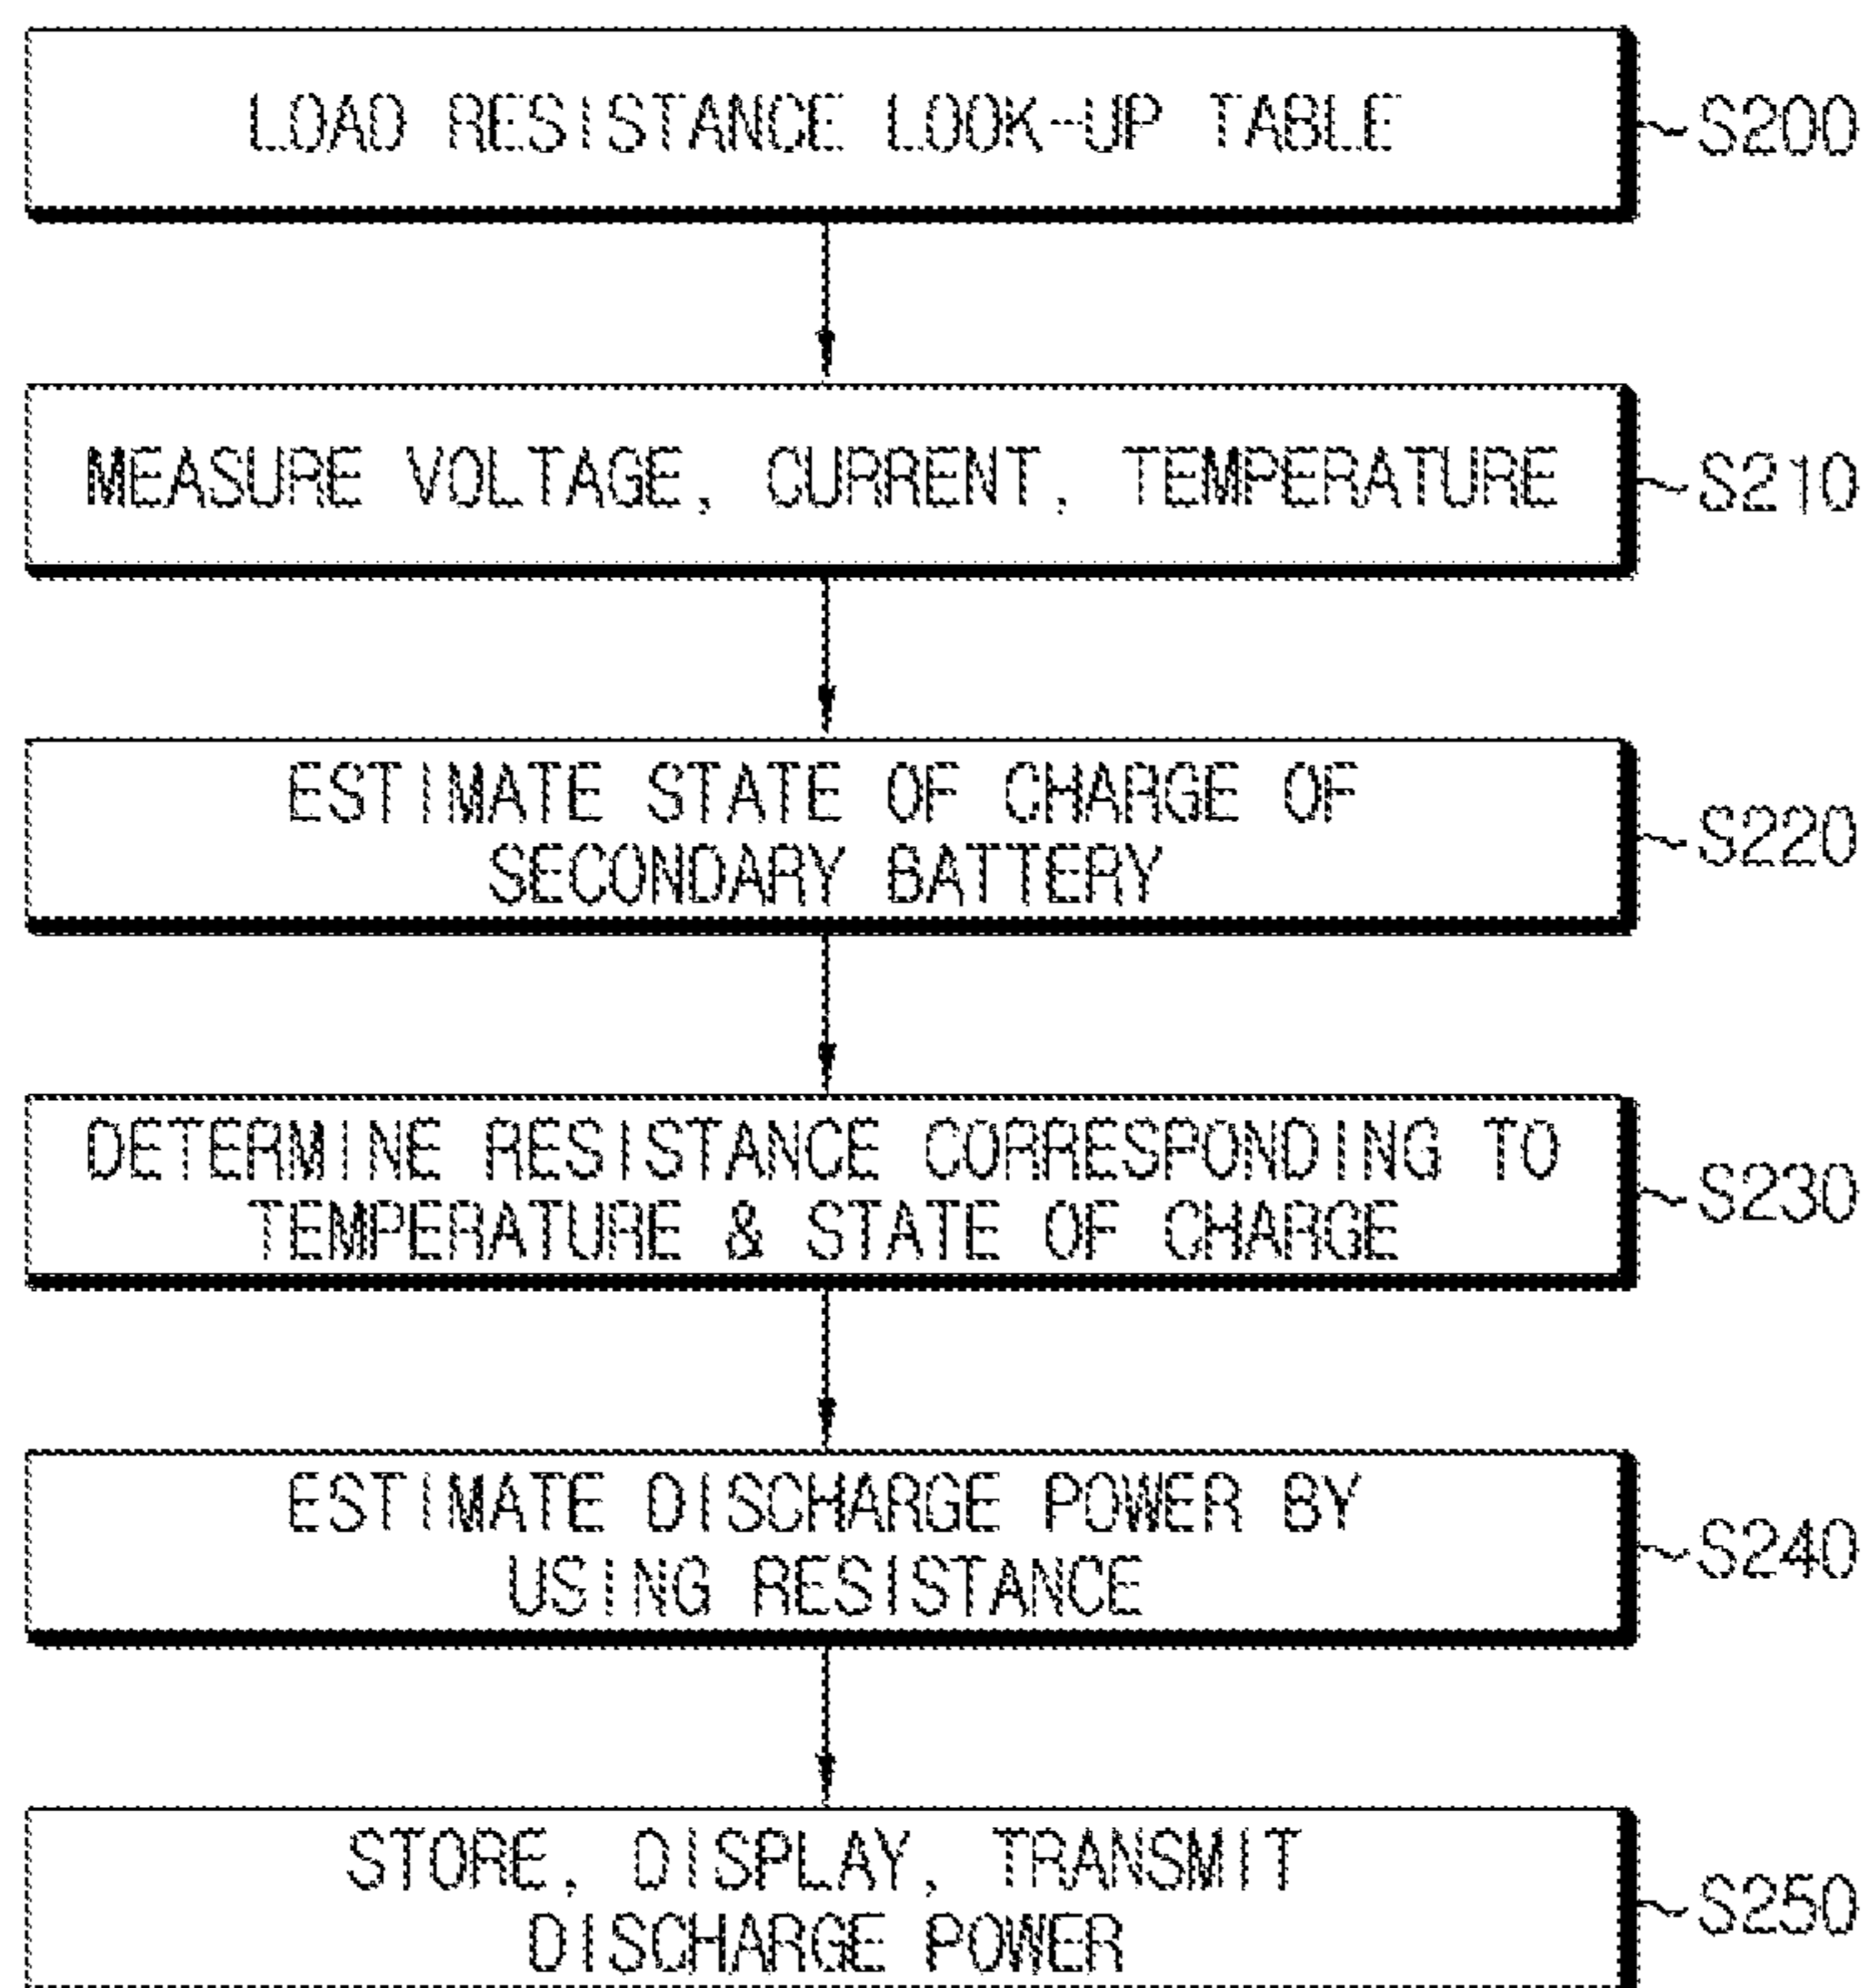 LOAD RESISTANCE LOOK-UP TABLE
S200
MEASURE VOLTAGE, CURRENT, TEMPERATURE
S210
ESTIMATE STATE OF CHARGE OF
SECONDARY BATTERY
S220
DETERMINE RESISTANCE CORRESPONDING TO
TEMPERATURE & STATE OF CHARGE
S230
ESTIMATE DISCHARGE POWER BY
USING RESISTANCE
S240
STORE, DISPLAY, TRANSMIT
DISCHARGE POWER
S250